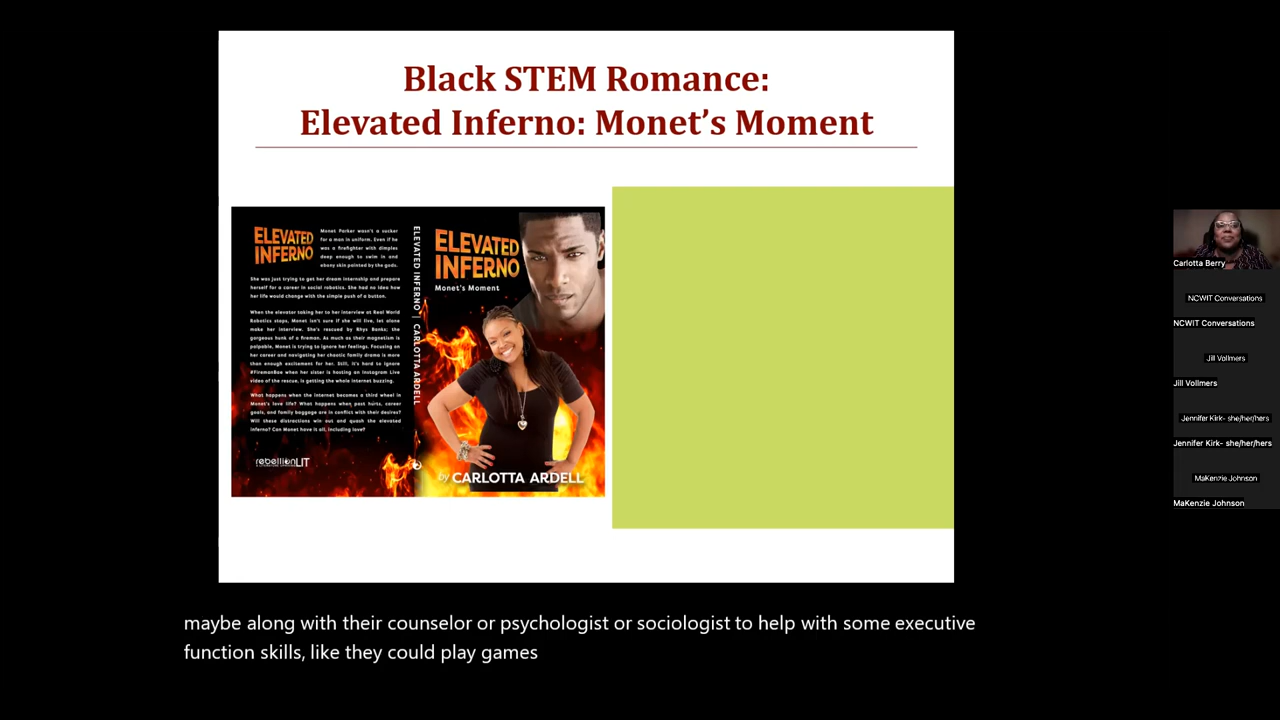 Black STEM Romance:
Elevated Inferno: Monet's Moment
ELEVATED
INFERNO
Monet Parker wasn't a sucker
for a man in uniform. Even if he
was a firefighter with dimples
deep enough to swim in and
ebony skin painted by the gods.
She was just trying to get her dream internship and prepare
herself for a career in social robotics. She had no idea how
her life would change with the simple push of a button.
When the elevator taking her to her interview at Real World
Robotics stops, Monet isn't sure if she will live, let alone
make her interview. She's rescued by Rhys Banks; the
gorgeous hunk of a fireman. As much as their magnetism is
palpable, Monet is trying to ignore her feelings. Focusing on
her career and navigating her chaotic family drama is more
than enough excitement for her. Still, it's hard to ignore
#FiremanBae when her sister is hosting an Instagram Live
video of the rescue, is getting the whole internet buzzing.
What happens when the internet becomes a third wheel in
Monet's love life? What happens when past hurts, career
goals, and family baggage are in conflict with their desires?
Will these distractions win out and quash the elevated
inferno? Can Monet have it all, including love?
rebellionLIT
ELEVATED INFERNO | CARLOTTA ARDELL
ELEVATED
INFERNO
Monet's Moment
by CARLOTTA ARDELL
Carlotta Berry
NCWIT Conversations
NCWIT Conversations
Jill Vollmers
Jill Vollmers
Jennifer Kirk- she/her/hers
Jennifer Kirk- she/her/hers
MaKenzie Johnson
MaKenzie Johnson
maybe along with their counselor or psychologist or sociologist to help with some executive
function skills, like they could play games